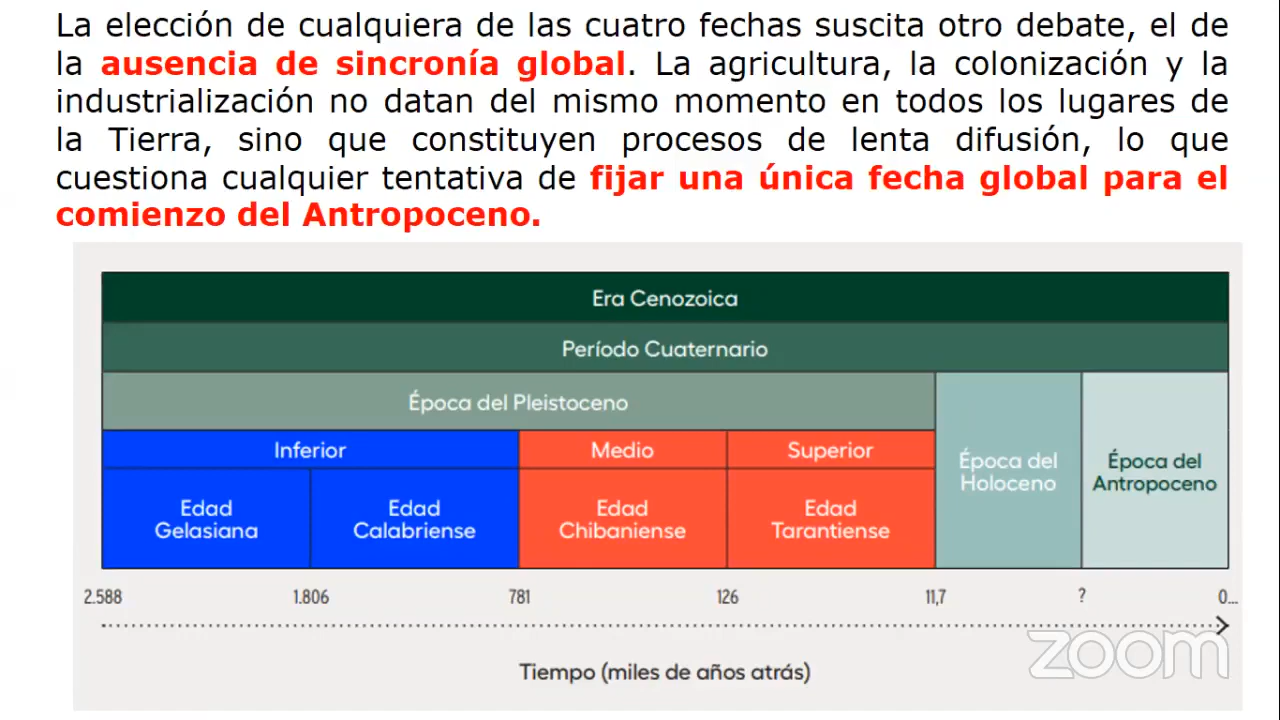 La elección de cualquiera de las cuatro fechas suscita otro debate, el de
la ausencia de sincronía global. La agricultura, la colonización y la
industrialización no datan del mismo momento en todos los lugares de
la Tierra, sino que constituyen procesos de lenta difusión, lo que
cuestiona cualquier tentativa de fijar una única fecha global para el
comienzo del Antropoceno.
Era Cenozoica
Período Cuaternario
Época del Pleistoceno
Inferior
Medio
Superior
Época del
Holoceno
Época del
Antropoceno
Edad
Gelasiana
Edad
Calabriense
Edad
Chibaniense
Edad
Tarantiense
2.588 1.806 781 126 11,7 ? 0...
Tiempo (miles de años atrás)
zoom